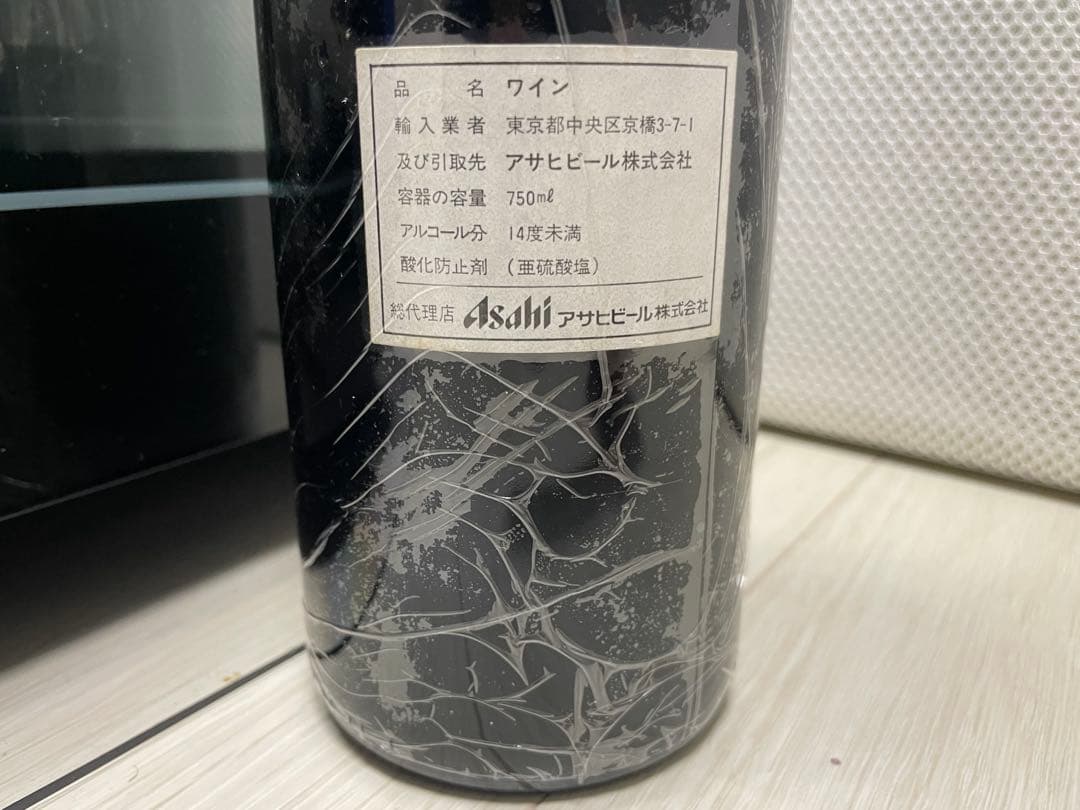 品名 ワイン
輸入業者 東京都中央区京橋3-7-1
及び引取先 アサヒビール株式会社
容器の容量 750mℓ
アルコール分 14度未満
酸化防止剤 (亜硫酸塩)
総代理店 Asahi アサヒビール株式会社